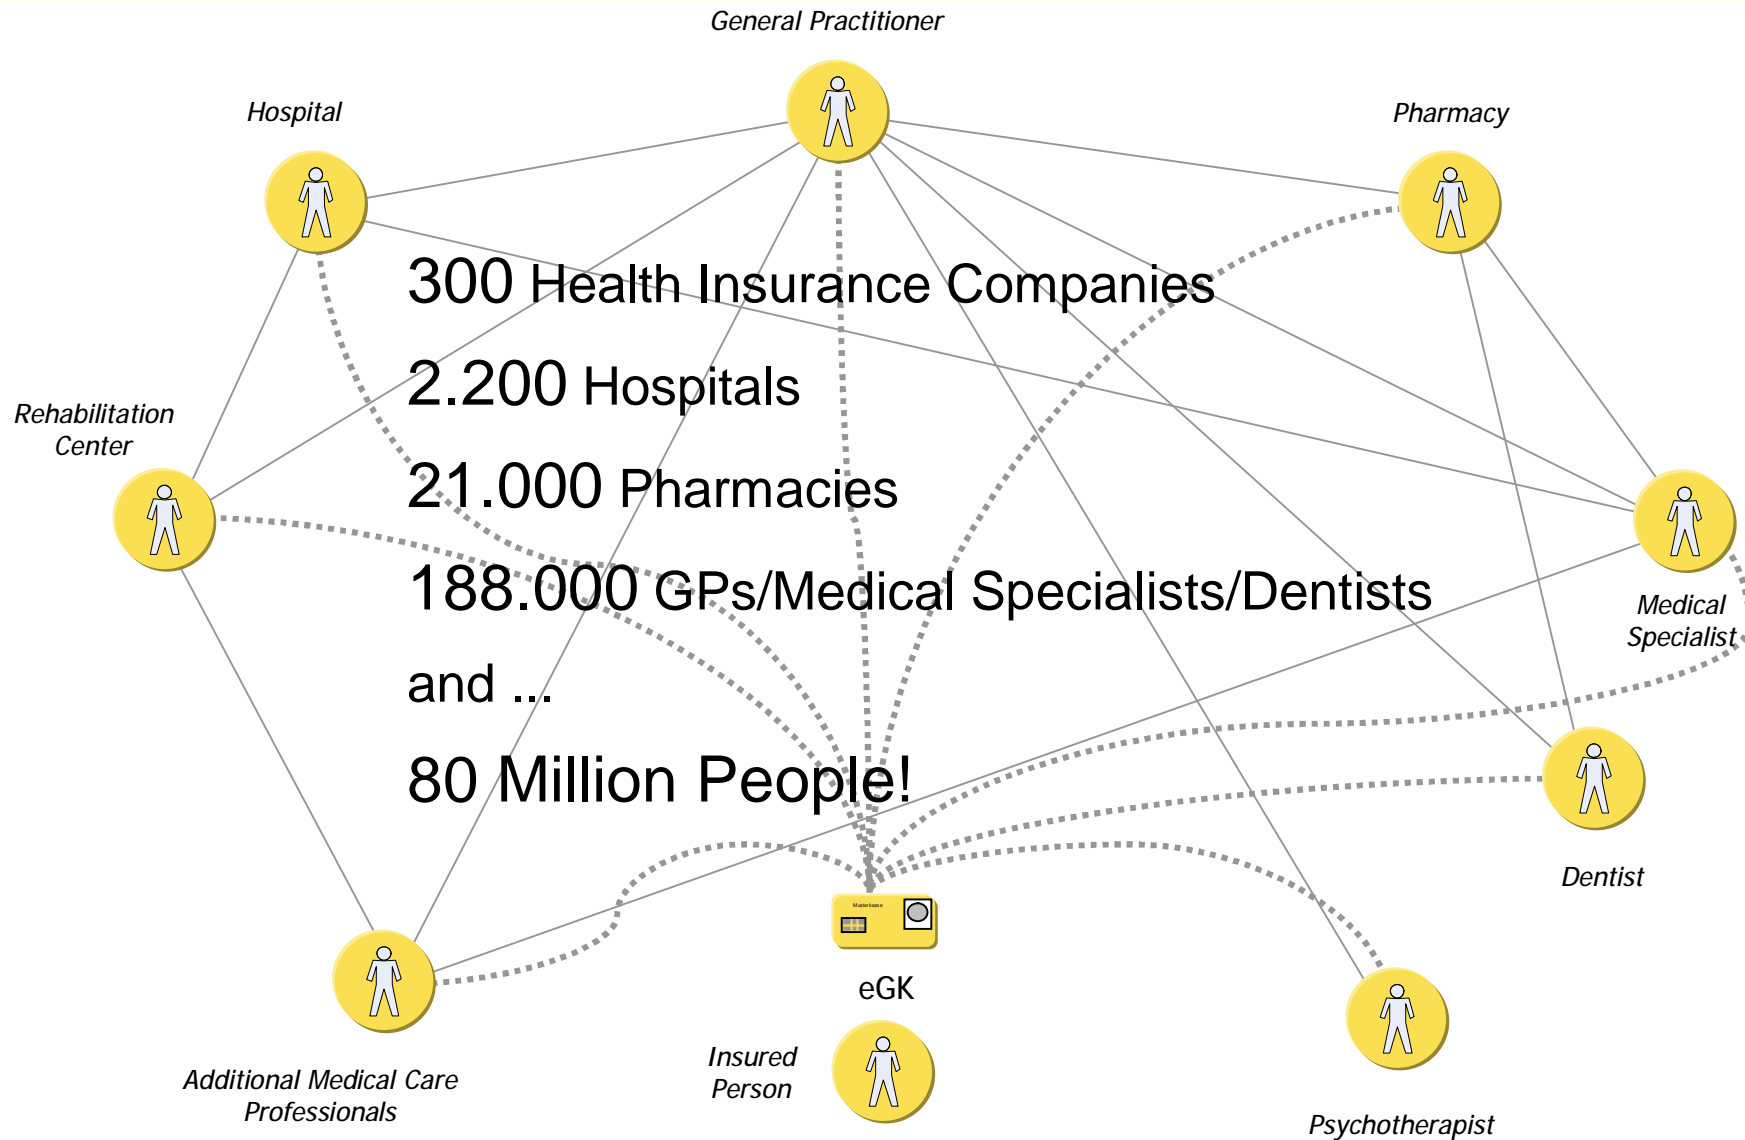 General Practitioner
Hospital
Pharmacy
300 Health Insurance Companies
2.200 Hospitals
Rehabilitation
Center
21.000 Pharmacies
188.000 GPs/Medical Specialists/Dentists
Medical
Specialist
and ...
80 Million People!
Dentist
Musterkasse
eGK
Insured
Person
Additional Medical Care
Professionals
Psychotherapist